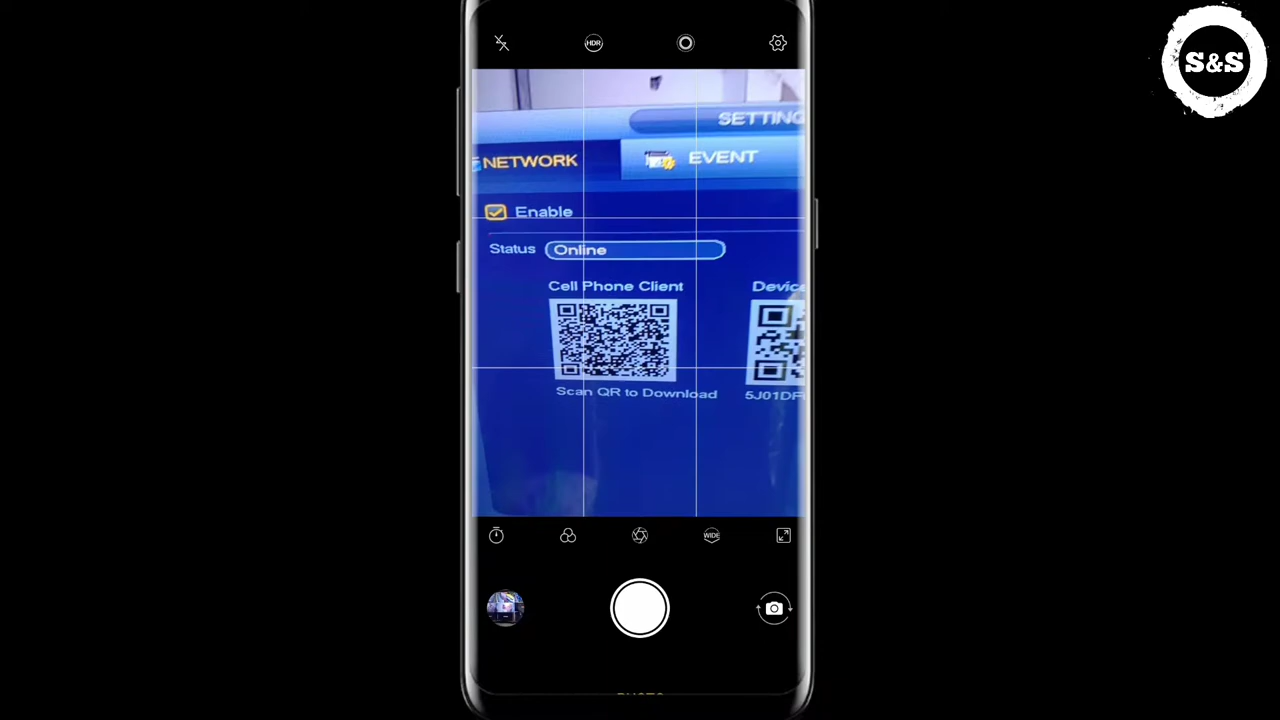 S&S
HDR
SETTING
NETWORK
EVENT
Enable
Status Online
Cell Phone Client
Device
Scan QR to Download
5J01DF
WIDE